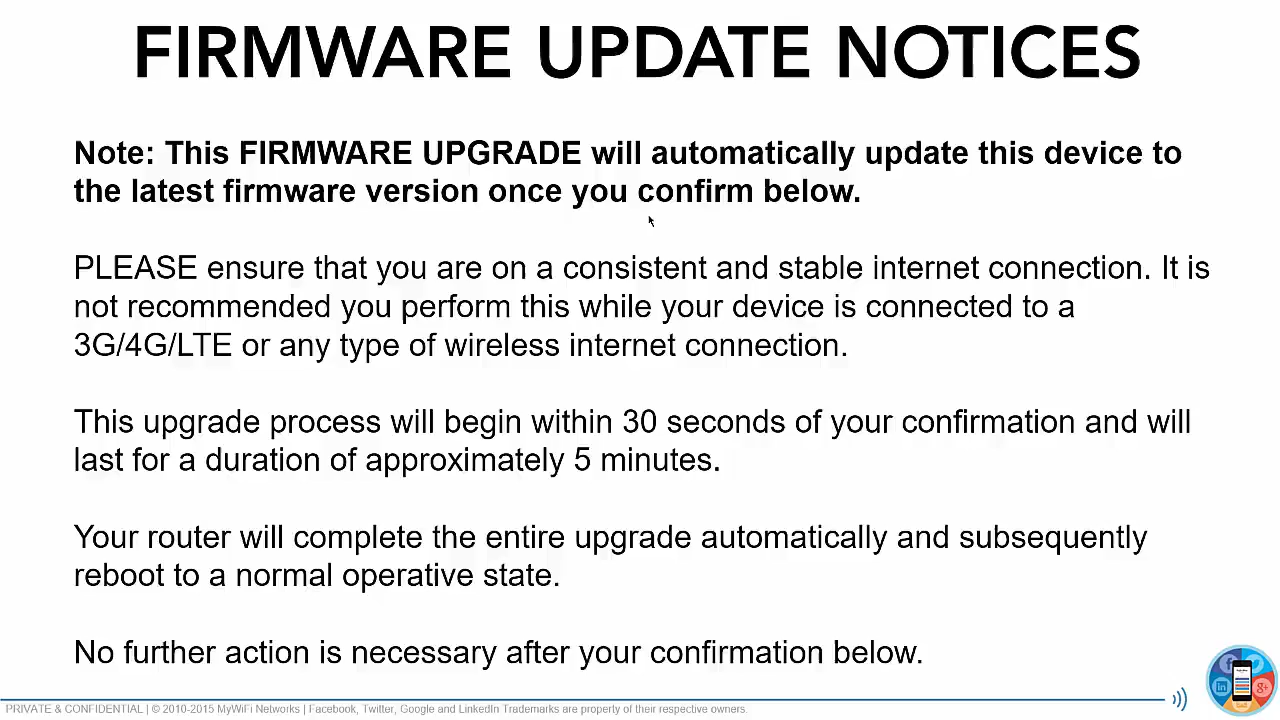 FIRMWARE UPDATE NOTICES
Note: This FIRMWARE UPGRADE will automatically update this device to
the latest firmware version once you confirm below.
PLEASE ensure that you are on a consistent and stable internet connection. It is
not recommended you perform this while your device is connected to a
3G/4G/LTE or any type of wireless internet connection.
This upgrade process will begin within 30 seconds of your confirmation and will
last for a duration of approximately 5 minutes.
Your router will complete the entire upgrade automatically and subsequently
reboot to a normal operative state.
No further action is necessary after your confirmation below.
PRIVATE & CONFIDENTIAL | © 2010-2015 MyWiFi Networks | Facebook, Twitter, Google and LinkedIn Trademarks are property of their respective owners.